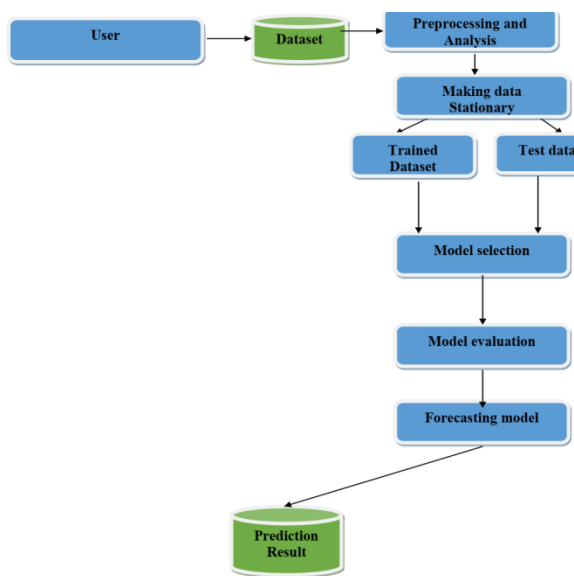 User
Dataset
Preprocessing and
Analysis
Making data
Stationary
Trained
Dataset
Test data
Model selection
Model evaluation
Forecasting model
Prediction
Result